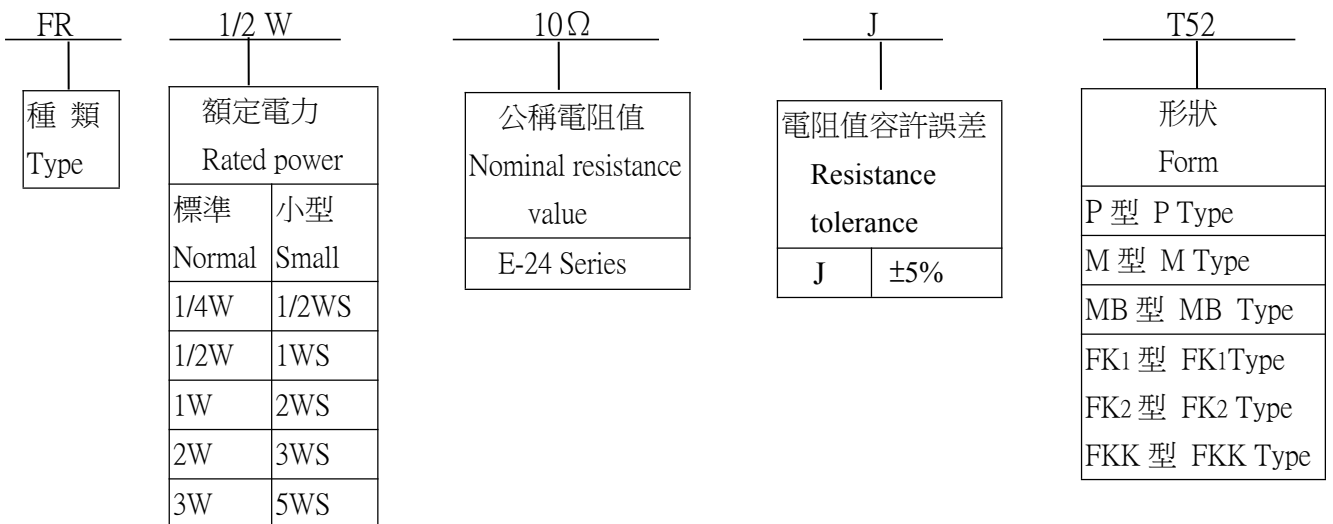 FR 1/2 W 10Ω J T52
種 類
Type
額定電力
Rated power
標準 小型
Normal Small
1/4W 1/2WS
1/2W 1WS
1W 2WS
2W 3WS
3W 5WS
公稱電阻值
Nominal resistance
value
E-24 Series
電阻值容許誤差
Resistance
tolerance
J ±5%
形狀
Form
P 型 P Type
M 型 M Type
MB 型 MB Type
FK1 型 FK1Type
FK2 型 FK2 Type
FKK 型 FKK Type